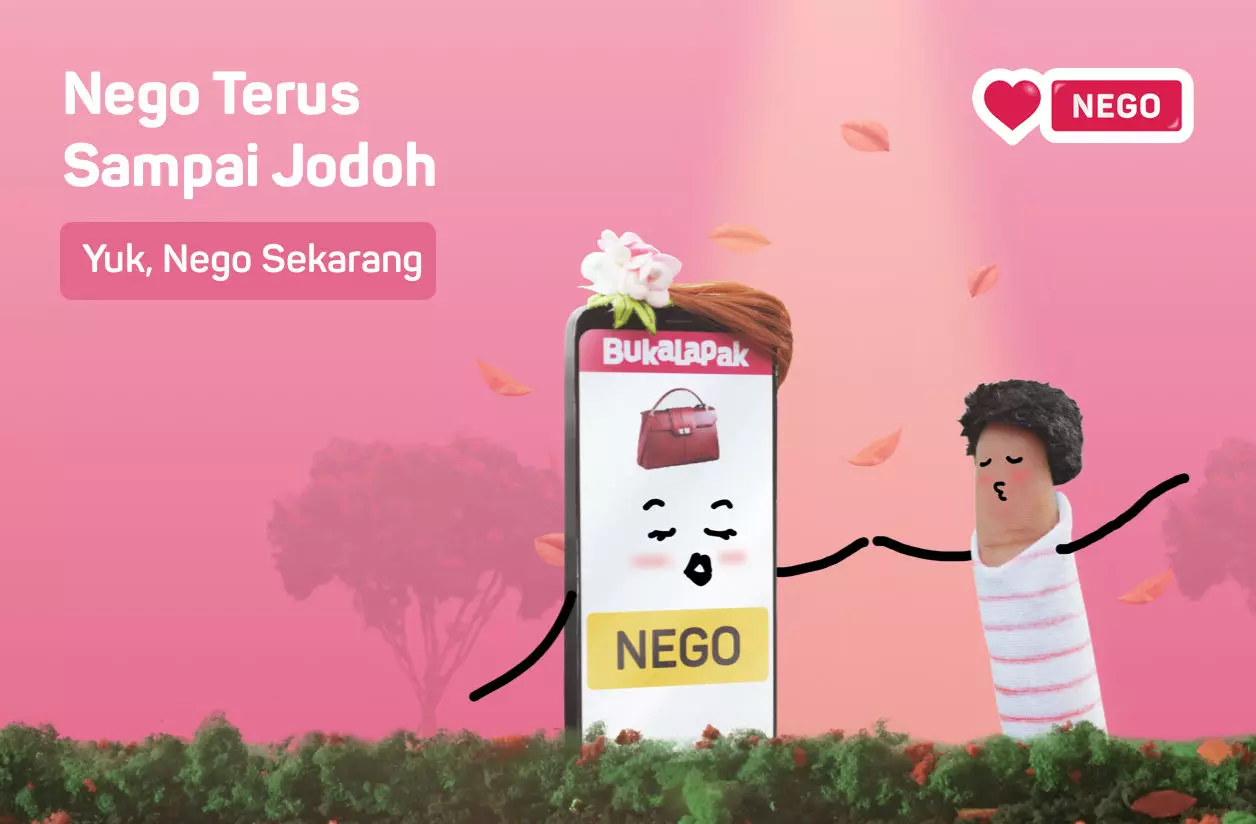 Nego Terus
Sampai Jodoh
Yuk, Nego Sekarang
NEGO
BukaLapak
NEGO